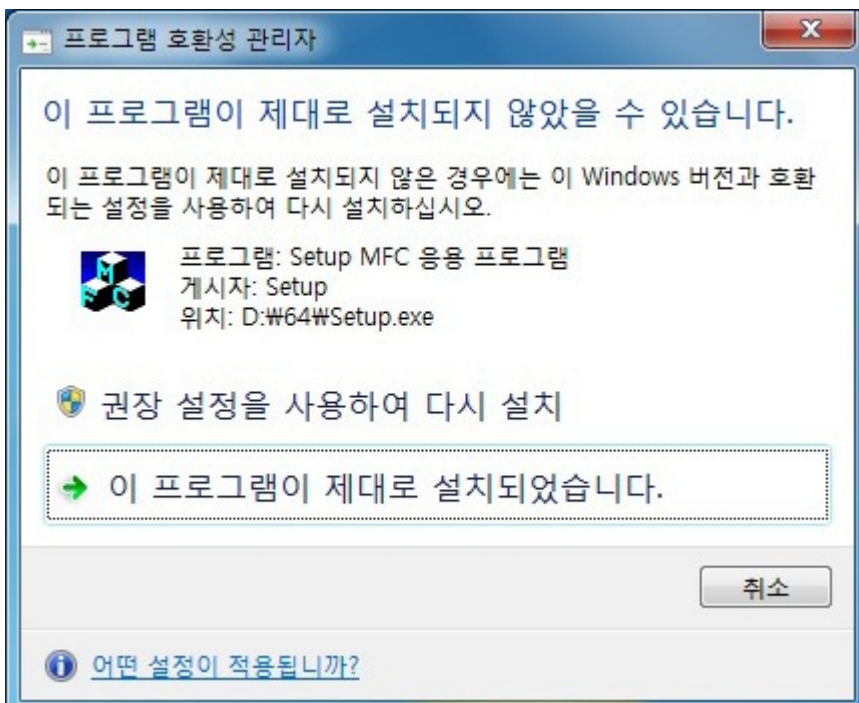 프로그램 호환성 관리자
이 프로그램이 제대로 설치되지 않았을 수 있습니다.
이 프로그램이 제대로 설치되지 않은 경우에는 이 Windows 버전과 호환
되는 설정을 사용하여 다시 설치하십시오.
M
F C
프로그램: Setup MFC 응용 프로그램
게시자: Setup
위치: D:₩64₩Setup.exe
권장 설정을 사용하여 다시 설치
이 프로그램이 제대로 설치되었습니다.
취소
어떤 설정이 적용됩니까?